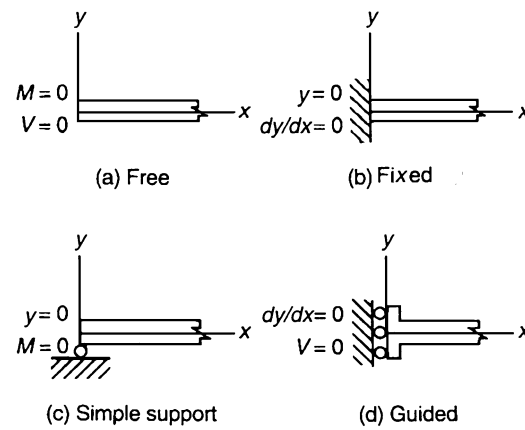 y
M = 0
V = 0
x
(a) Free
y
y = 0
dy/dx = 0
x
(b) Fixed
y
y = 0
M = 0
x
(c) Simple support
y
dy/dx = 0
V = 0
x
(d) Guided